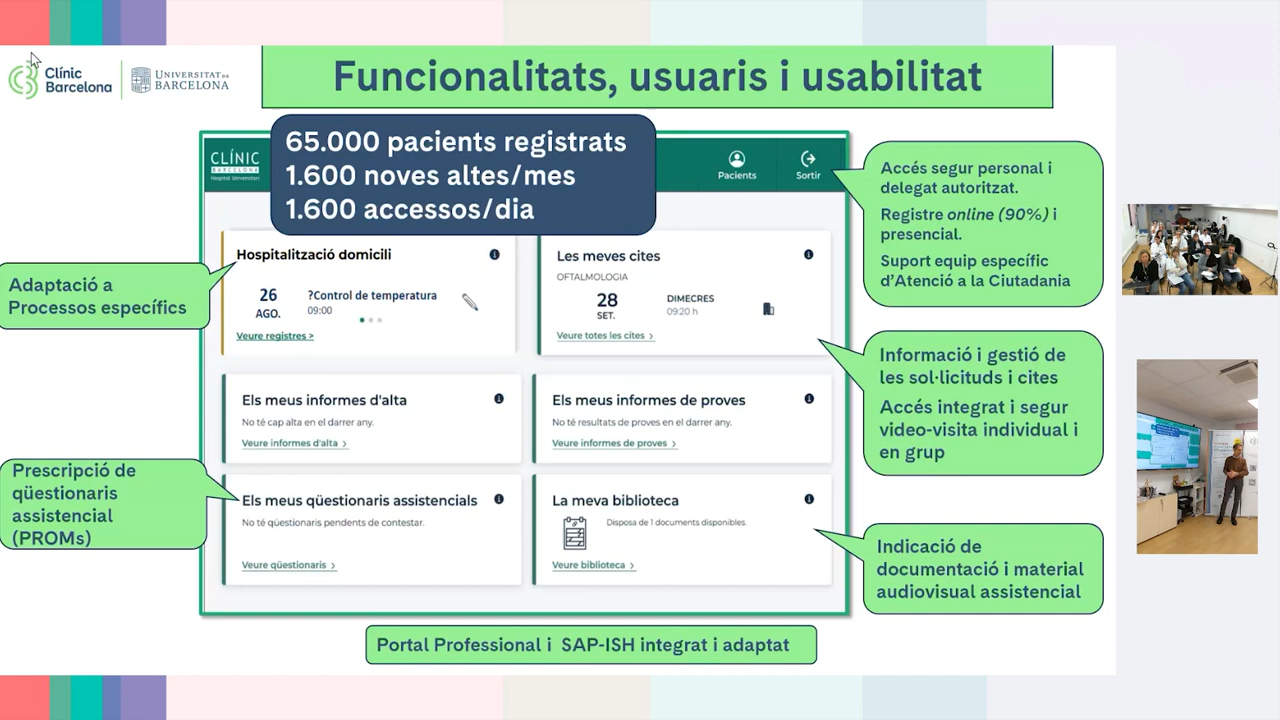 Clínic
Barcelona
UNIVERSITAT DE
BARCELONA
Funcionalitats, usuaris i usabilitat
65.000 pacients registrats
1.600 noves altes/mes
1.600 accessos/dia
CLÍNIC
BARCELONA
Hospital Universitari
Pacients
Sortir
Accés segur personal i
delegat autoritzat.
Registre online (90%) i
presencial.
Suport equip específic
d'Atenció a la Ciutadania
Adaptació a
Processos específics
Hospitalització domicili
26
AGO.
?Control de temperatura
09:00
Veure registres >
Les meves cites
OFTALMOLOGIA
28
SET.
DIMECRES
09:20 h
Veure totes les cites >
Informació i gestió de
les sol·licituds i cites
Accés integrat i segur
video-visita individual i
en grup
Els meus informes d'alta
No té cap alta en el darrer any.
Veure informes d'alta >
Els meus informes de proves
No té resultats de proves en el darrer any.
Veure informes de proves >
Prescripció de
qüestionaris
assistencial
(PROMs)
Els meus qüestionaris assistencials
No té qüestionaris pendents de contestar.
Veure qüestionaris >
La meva biblioteca
Disposa de 1 documents disponibles.
Veure biblioteca >
Indicació de
documentació i material
audiovisual assistencial
Portal Professional i SAP-ISH integrat i adaptat